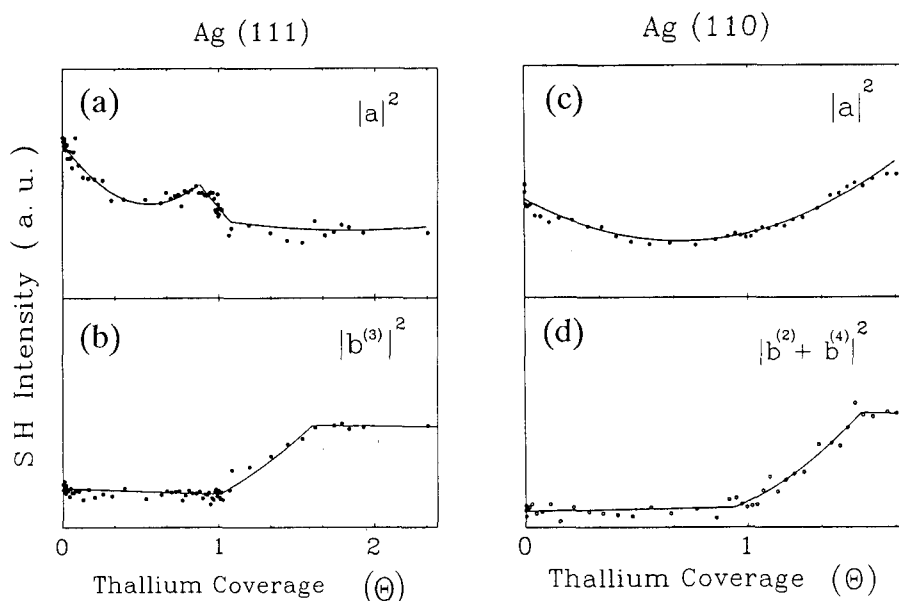 Ag (111)
Ag (110)
(a)
|a|²
(c)
|a|²
(b)
|b⁽³⁾|²
(d)
|b⁽²⁾ + b⁽⁴⁾|²
SH Intensity (a. u.)
0 1 2
0 1
Thallium Coverage (Θ)
Thallium Coverage (Θ)